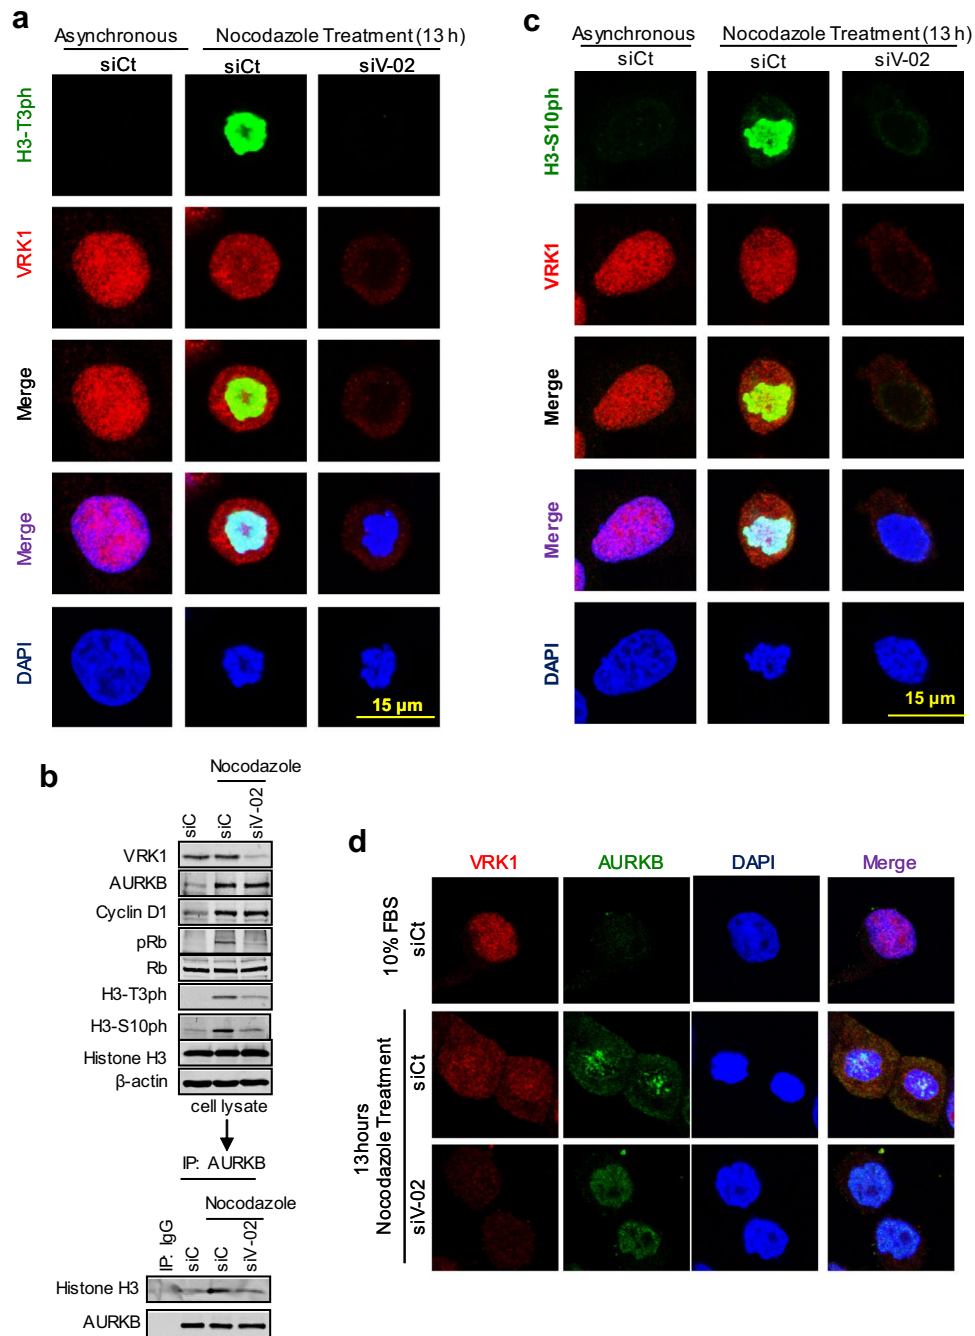 a
Asynchronous
Nocodazole Treatment (13 h)
siCt
siCt
siV-02
H3-T3ph
VRK1
Merge
Merge
DAPI
15 µm
c
Asynchronous
Nocodazole Treatment (13 h)
siCt
siCt
siV-02
H3-S10ph
VRK1
Merge
Merge
DAPI
15 µm
b
Nocodazole
siC
siC
siV-02
VRK1
AURKB
Cyclin D1
pRb
Rb
H3-T3ph
H3-S10ph
Histone H3
β-actin
cell lysate
IP: AURKB
Nocodazole
IP: IgG
siC
siC
siV-02
Histone H3
AURKB
d
VRK1
AURKB
DAPI
Merge
10% FBS
siCt
13hours
Nocodazole Treatment
siCt
siV-02